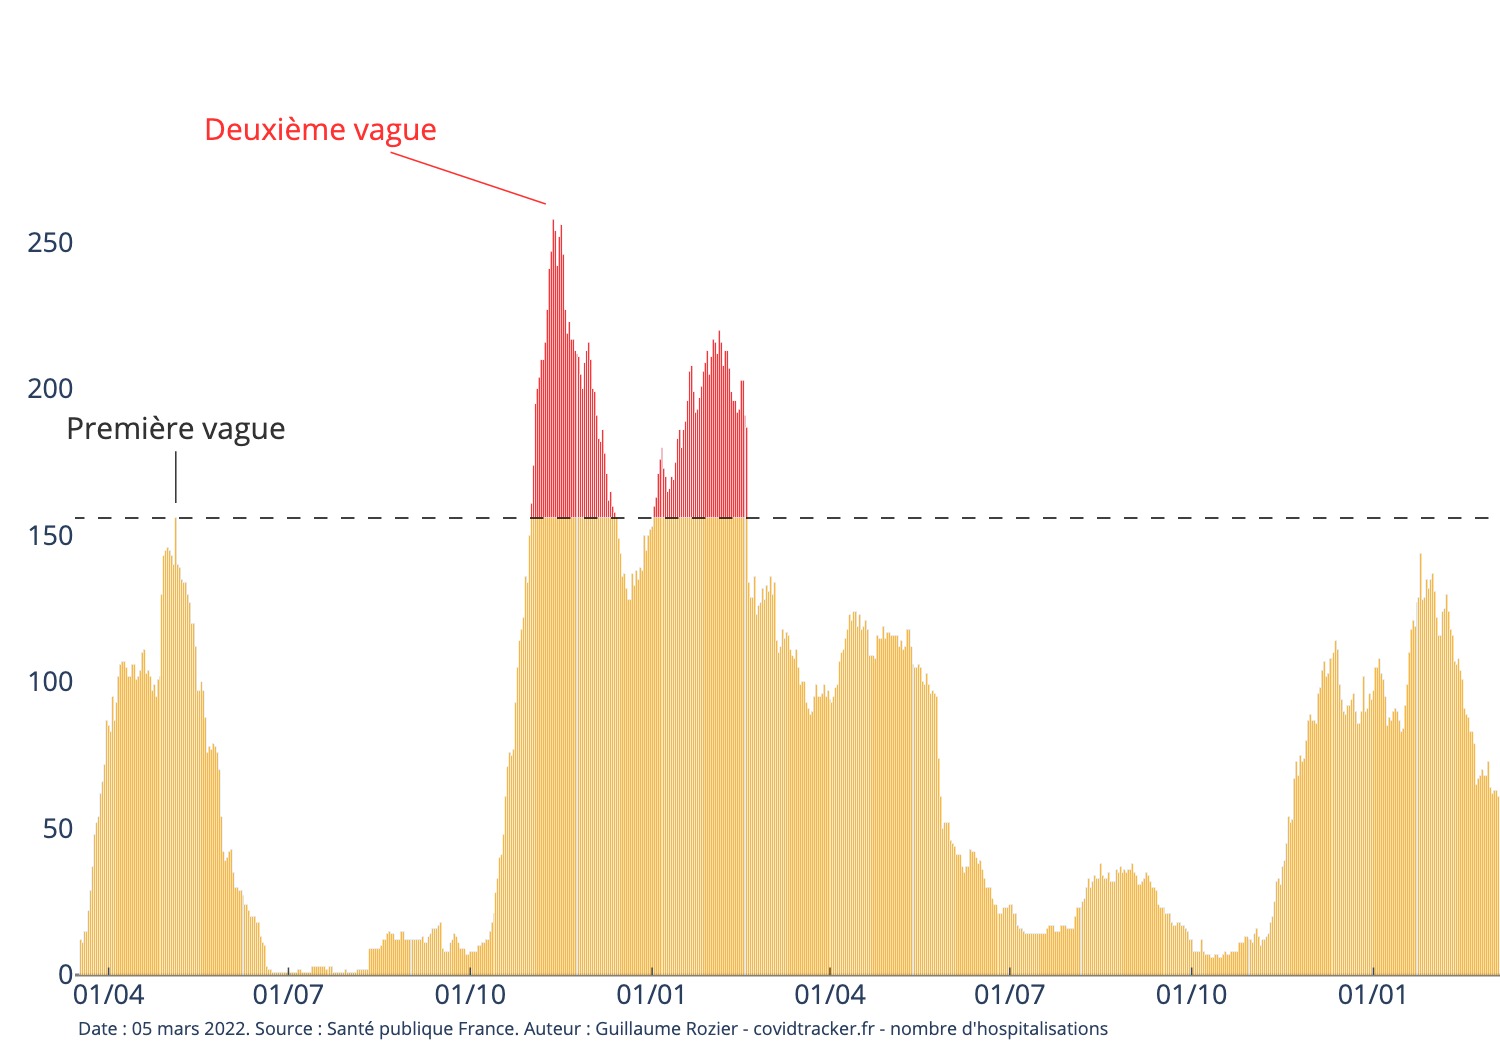 Deuxième vague
250
200
Première vague
150
100
50
0
01/04 01/07 01/10 01/01 01/04 01/07 01/10 01/01
Date : 05 mars 2022. Source : Santé publique France. Auteur : Guillaume Rozier - covidtracker.fr - nombre d'hospitalisations